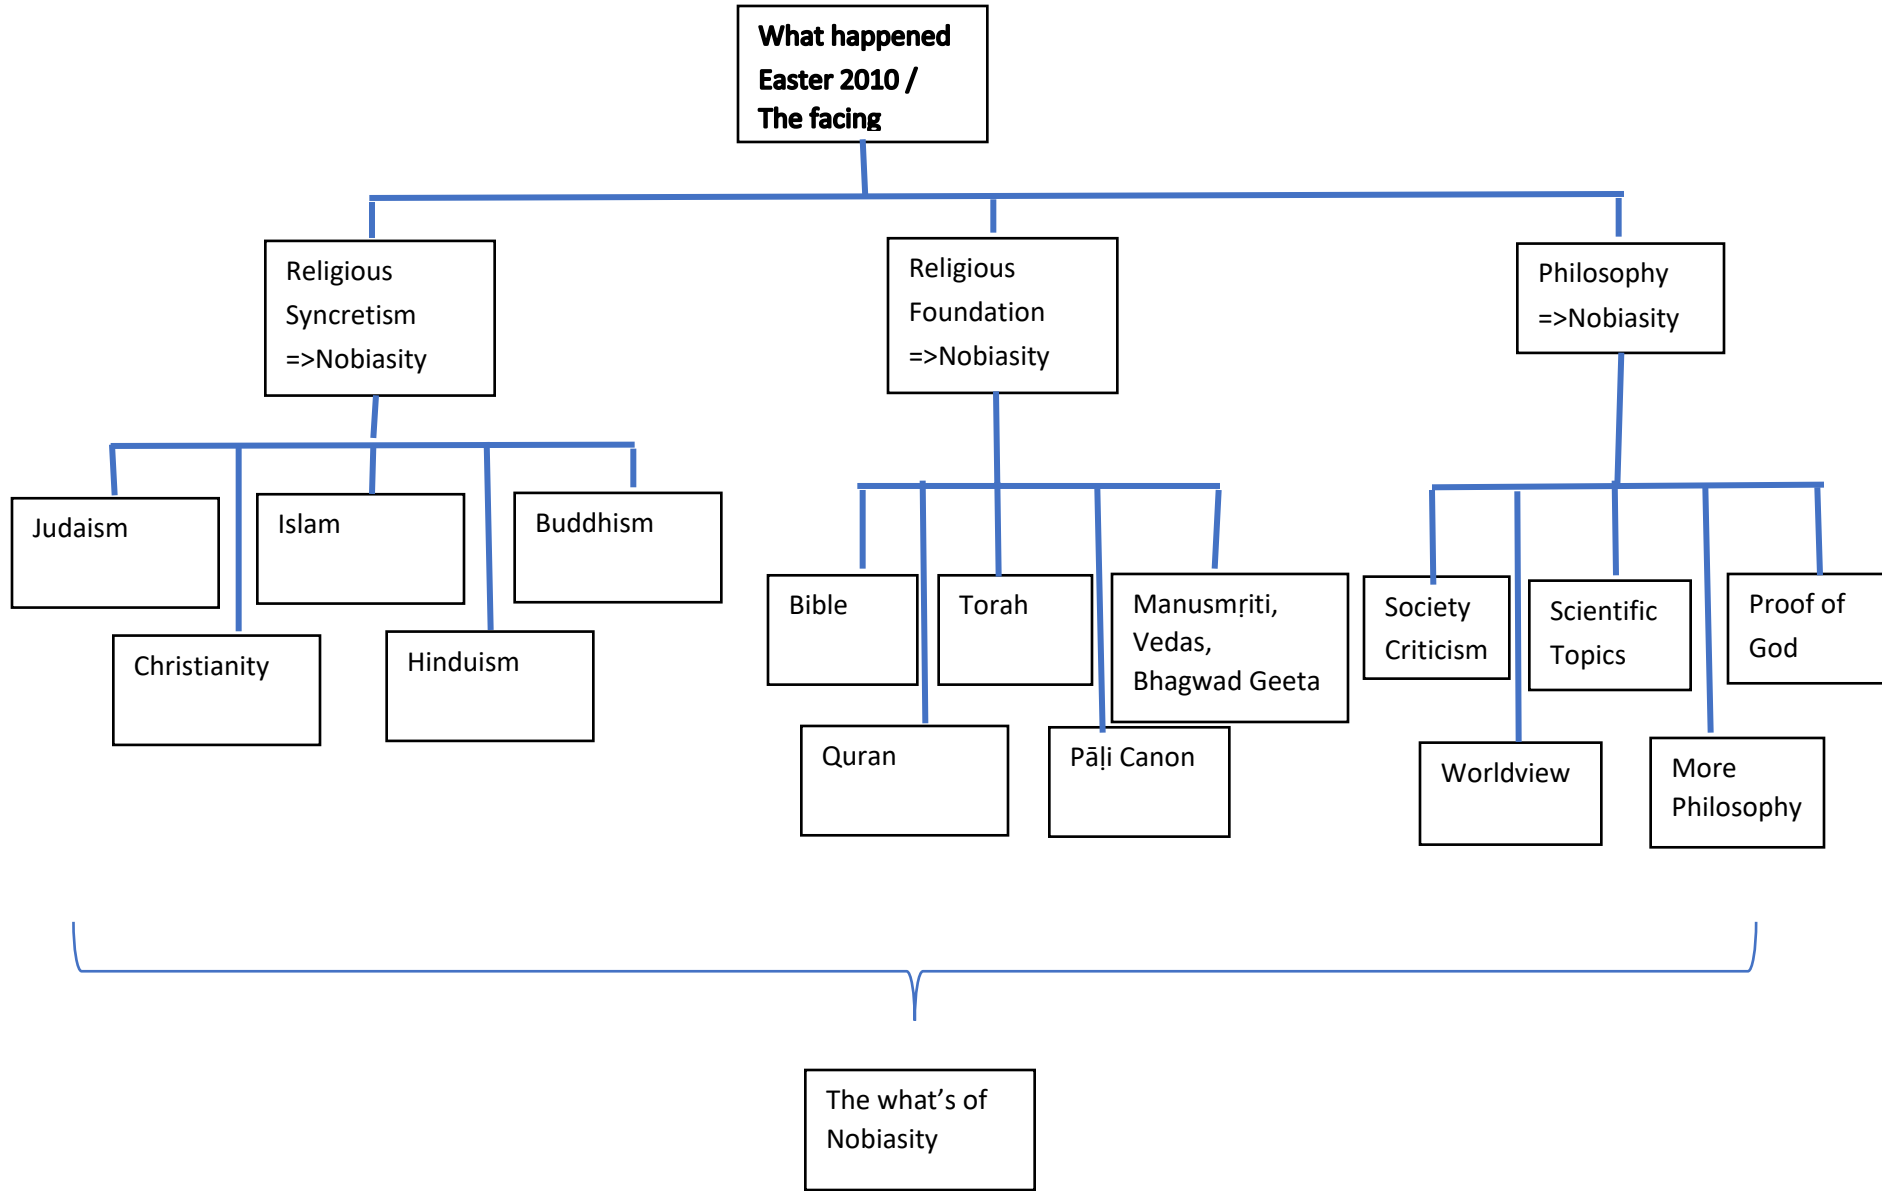 What happened
Easter 2010 /
The facing
Religious
Syncretism
=>Nobiasity
Religious
Foundation
=>Nobiasity
Philosophy
=>Nobiasity
Judaism
Islam
Buddhism
Christianity
Hinduism
Bible
Torah
Manusmṛiti,
Vedas,
Bhagwad Geeta
Quran
Pāḷi Canon
Society
Criticism
Scientific
Topics
Proof of
God
Worldview
More
Philosophy
The what’s of
Nobiasity